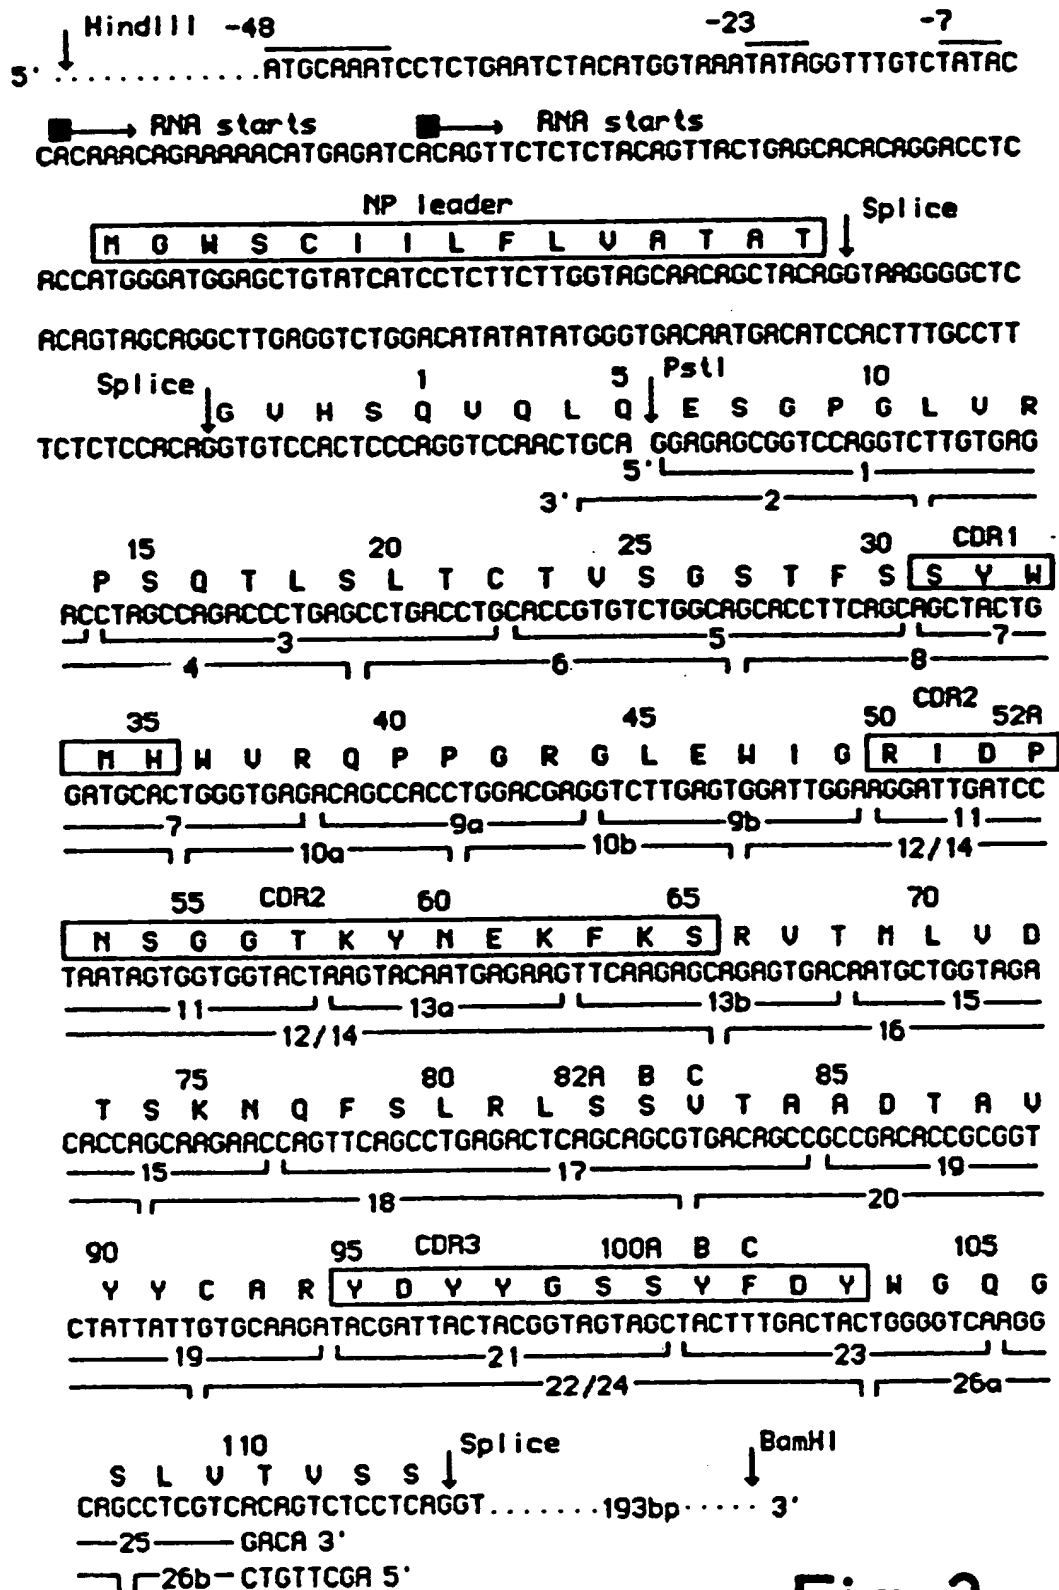 HindIII -48 -23 -7
5' ............. ATGCAAATCCTCTGAATCTACATGGTAAATATAGGTTTGTCTATAC
RNA starts RNA starts
CACAAACAGAAAAACATGAGATCACAGTTCTCTCTACAGTTACTGAGCACACAGGACCTC
NP leader Splice
M G W S C I I L F L V A T A T
ACCATGGGATGGAGCTGTATCATCCTCTTCTTGGTAGCAACAGCTACAGGTAAGGGGCTC
ACAGTAGCAGGCTTGAGGTCTGGACATATATATGGGTGACAATGACATCCACTTTGCCTT
Splice 1 5 PstI 10
G V H S Q V Q L Q E S G P G L V R
TCTCTCCACAGGTGTCCACTCCCAGGTCCAACTGCA GGAGAGCGGTCCAGGTCTTGTGAG
5' 1
3' 2
15 20 25 30 CDR1
P S Q T L S L T C T V S G S T F S S Y W
ACCTAGCCAGACCCTGAGCCTGACCTGCACCGTGTCTGGCAGCACCTTCAGCAGCTACTG
3 5 7
4 6 8
35 40 45 50 CDR2 52A
M H W V R Q P P G R G L E W I G R I D P
GATGCACTGGGTGAGACAGCCACCTGGACGAGGTCTTGAGTGGATTGGAAGGATTGATCC
7 9a 9b 11
10a 10b 12/14
55 CDR2 60 65 70
N S G G T K Y N E K F K S R V T M L V D
TAATAGTGGTGGTACTAAGTACAATGAGAAGTTCAAGAGCAGAGTGACAATGCTGGTAGA
11 13a 13b 15
12/14 16
75 80 82A B C 85
T S K N Q F S L R L S S V T A A D T A V
CACCAGCAAGAACCAGTTCAGCCTGAGACTCAGCAGCGTGACAGCCGCCGACACCGCGGT
15 17 19
18 20
90 95 CDR3 100A B C 105
Y Y C A R Y D Y Y G S S Y F D Y W G Q G
CTATTATTGTGCAAGATACGATTACTACGGTAGTAGCTACTTTGACTACTGGGGTCAAGG
19 21 23
22/24 26a
110 Splice BamHI
S L V T V S S
CAGCCTCGTCACAGTCTCCTCAGGT.......193bp...... 3'
25 GACA 3'
26b CTGTTCGA 5'